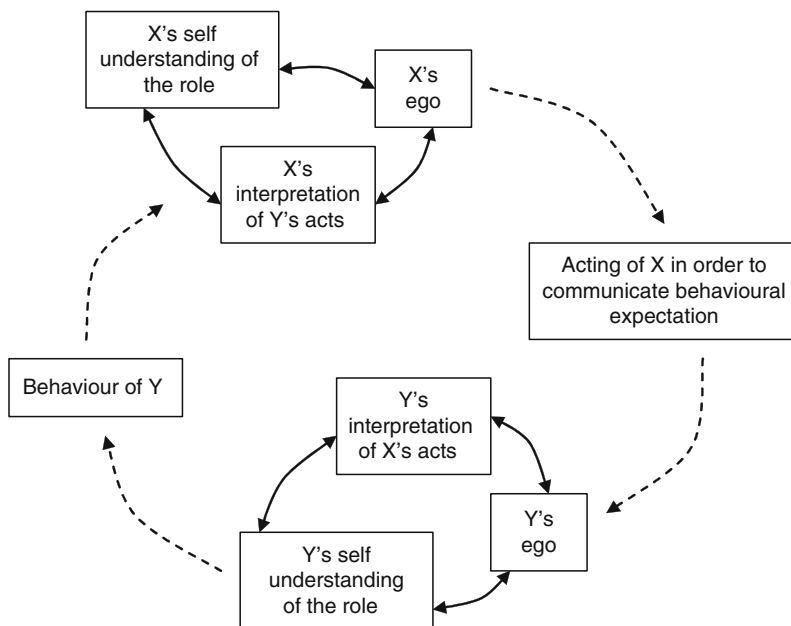 X's self
understanding of
the role
X's
ego
X's
interpretation
of Y's acts
Acting of X in order to
communicate behavioural
expectation
Behaviour of Y
Y's
interpretation
of X's acts
Y's
ego
Y's self
understanding
of the role